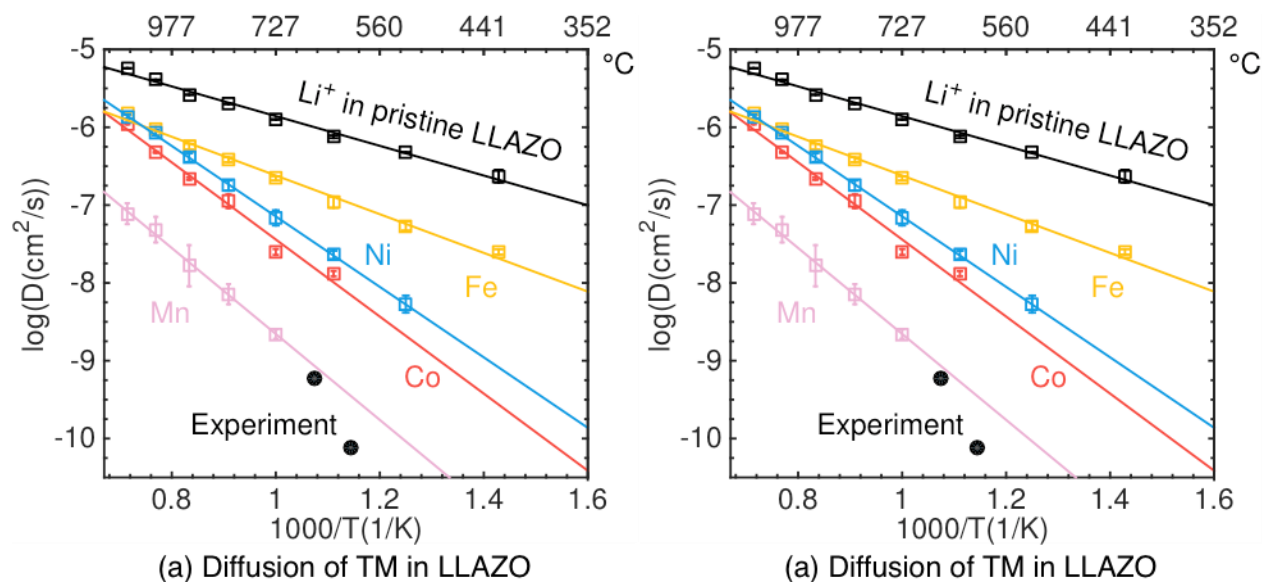 977 727 560 441 352
°C
-5
-6
-7
-8
-9
-10
log(D(cm²/s))
Li⁺ in pristine LLAZO
Ni
Fe
Mn
Co
Experiment
0.8 1 1.2 1.4 1.6
1000/T(1/K)
(a) Diffusion of TM in LLAZO
977 727 560 441 352
°C
-5
-6
-7
-8
-9
-10
log(D(cm²/s))
Li⁺ in pristine LLAZO
Ni
Fe
Mn
Co
Experiment
0.8 1 1.2 1.4 1.6
1000/T(1/K)
(a) Diffusion of TM in LLAZO